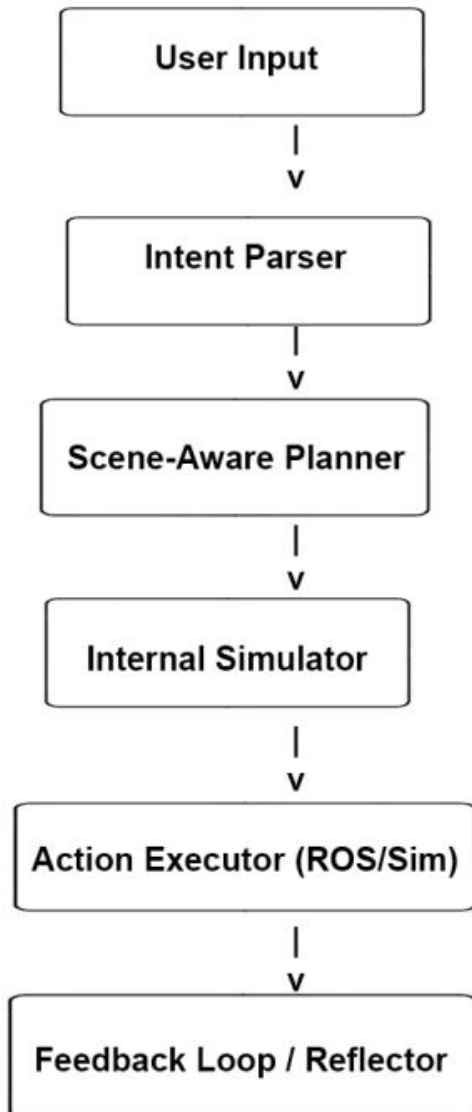 User Input
|
v
Intent Parser
|
v
Scene-Aware Planner
|
v
Internal Simulator
|
v
Action Executor (ROS/Sim)
|
v
Feedback Loop / Reflector